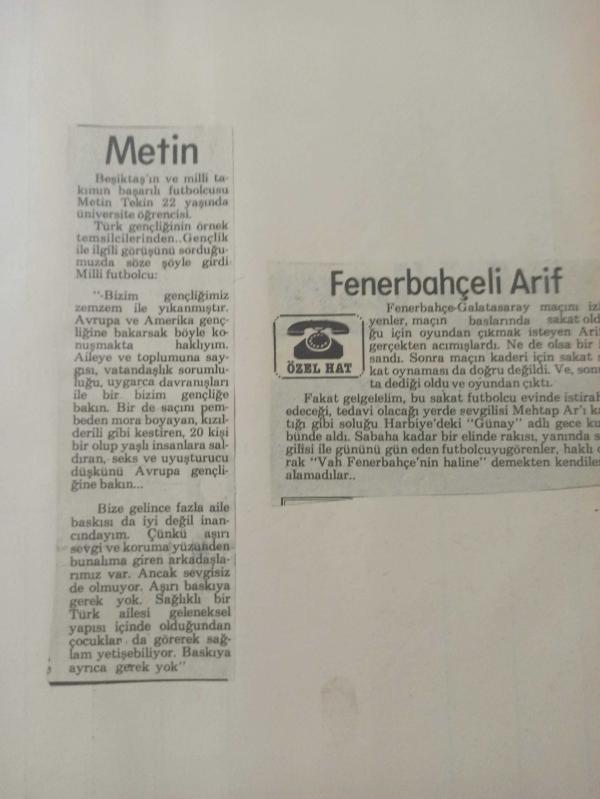 Metin
Beşiktaş'ın ve milli ta-
kımın başarılı futbolcusu
Metin Tekin 22 yaşında
üniversite öğrencisi.
Türk gençliğinin örnek
temsilcilerinden..Gençlik
ile ilgili görüşünü sorduğu-
muzda söze şöyle girdi
Milli futbolcu:
"-Bizim gençliğimiz
zemzem ile yıkanmıştır.
Avrupa ve Amerika genç-
liğine bakarsak böyle ko-
nuşmakta haklıyım.
Aileye ve toplumuna say-
gısı, vatandaşlık sorumlu-
luğu, uygarca davranışları
ile bir bizim gençliğe
bakın. Bir de saçını pem-
beden mora boyayan, kızıl-
derili gibi kestiren, 20 kişi
bir olup yaşlı insanlara sal-
dıran, seks ve uyuşturucu
düşkünü Avrupa gençli-
ğine bakın...
Bize gelince fazla aile
baskısı da iyi değil inan-
cındayım. Çünkü aşırı
sevgi ve koruma yüzünden
bunalıma giren arkadaşla-
rımız var. Ancak sevgisiz
de olmuyor. Aşırı baskıya
gerek yok. Sağlıklı bir
Türk ailesi geleneksel
yapısı içinde olduğundan
çocuklar da görerek sağ-
lam yetişebiliyor. Baskıya
ayrıca gerek yok"
Fenerbahçeli Arif
ÖZEL HAT
Fenerbahçe-Galatasaray maçını izl
yenler, maçın başlarında sakat oldu
ğu için oyundan çıkmak isteyen Ari
gerçekten acımışlardı. Ne de olsa bir i
sandı. Sonra maçın kaderi için sakat s
kat oynaması da doğru değildi. Ve, sonu
ta dediği oldu ve oyundan çıktı.
Fakat gelgelelim, bu sakat futbolcu evinde istirah
edeceği, tedavi olacağı yerde sevgilisi Mehtap Ar'ı ka
tığı gibi soluğu Harbiye'deki "Günay" adlı gece ku
bünde aldı. Sabaha kadar bir elinde rakısı, yanında s
gilisi ile gününü gün eden futbolcuyugörenler, haklı o
rak "Vah Fenerbahçe'nin haline" demekten kendiler
alamadılar..